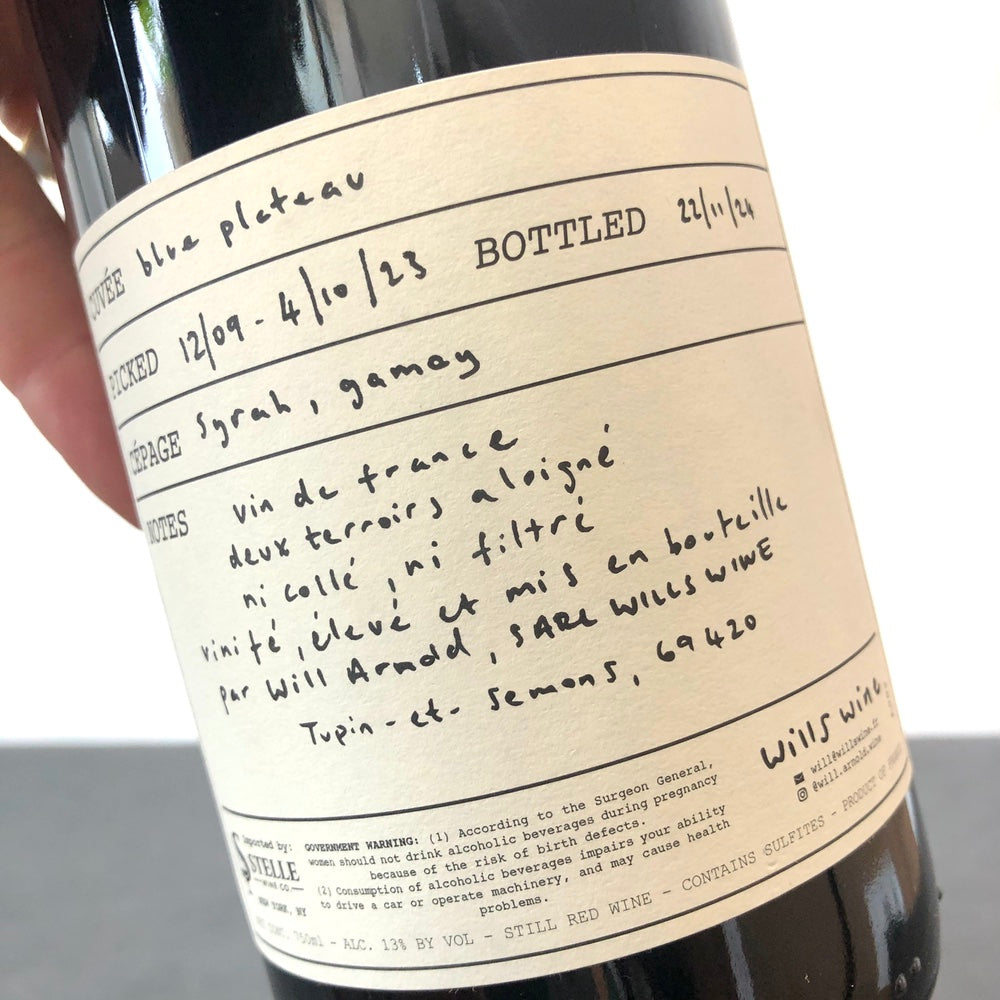 CUVÉE blue plateau
PICKED 12/09 - 4/10/23 BOTTLED 22/11/24
CÉPAGE Syrah, gamay
NOTES vin de france
deux terroirs aloigné
ni collé, ni filtré
vinifé, élevé et mis en bouteille
par Will Arnold, SARL WILLS WINE
Tupin-et-Semons, 69420
wills wine
will@willswine.fr
@will.arnold.wine
Imported by:
STELLE
WINE CO.
NEW YORK, NY
GOVERNMENT WARNING: (1) According to the Surgeon General,
women should not drink alcoholic beverages during pregnancy
because of the risk of birth defects.
(2) Consumption of alcoholic beverages impairs your ability
to drive a car or operate machinery, and may cause health
problems.
CONT. 750ml - ALC. 13% BY VOL - STILL RED WINE - CONTAINS SULFITES - PRODUCT OF